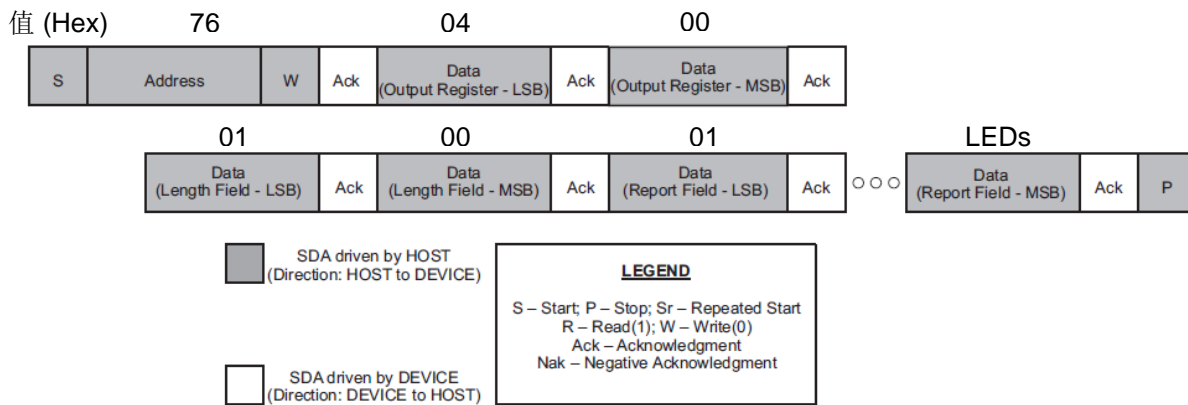 值 (Hex) 76 04 00
S Address W Ack Data Ack Data Ack
(Output Register - LSB) (Output Register - MSB)
01 00 01 LEDs
Data Ack Data Ack Data Ack ○○○ Data Ack P
(Length Field - LSB) (Length Field - MSB) (Report Field - LSB) (Report Field - MSB)
SDA driven by HOST
(Direction: HOST to DEVICE)
LEGEND
S – Start; P – Stop; Sr – Repeated Start
R – Read(1); W – Write(0)
Ack – Acknowledgment
Nak – Negative Acknowledgment
SDA driven by DEVICE
(Direction: DEVICE to HOST)